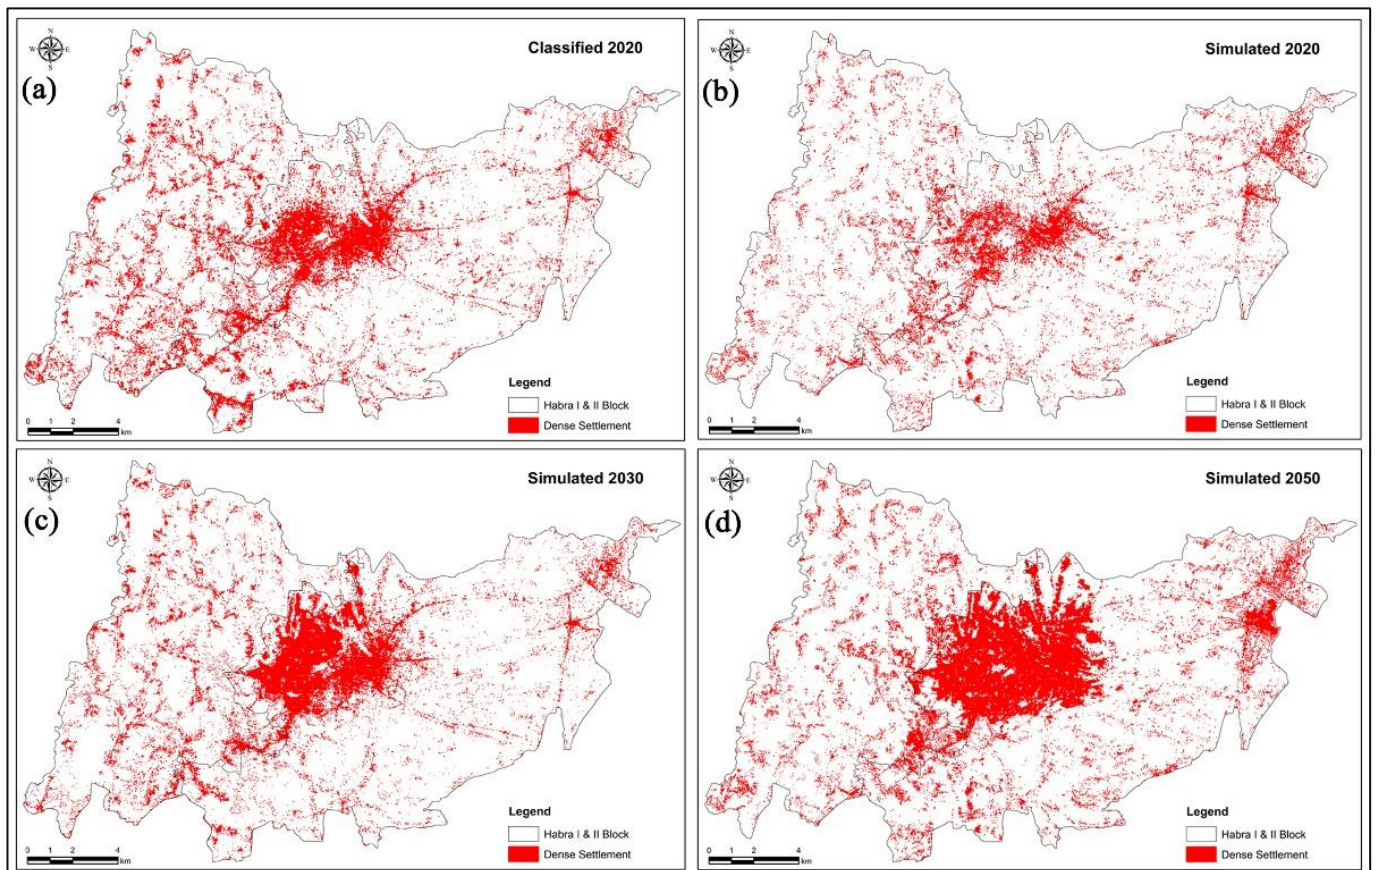 N
W E
S
Classified 2020
(a)
Legend
Habra I & II Block
Dense Settlement
0 1 2 4
km
N
W E
S
Simulated 2020
(b)
Legend
Habra I & II Block
Dense Settlement
0 1 2 4
km
N
W E
S
Simulated 2030
(c)
Legend
Habra I & II Block
Dense Settlement
0 1 2 4
km
N
W E
S
Simulated 2050
(d)
Legend
Habra I & II Block
Dense Settlement
0 1 2 4
km